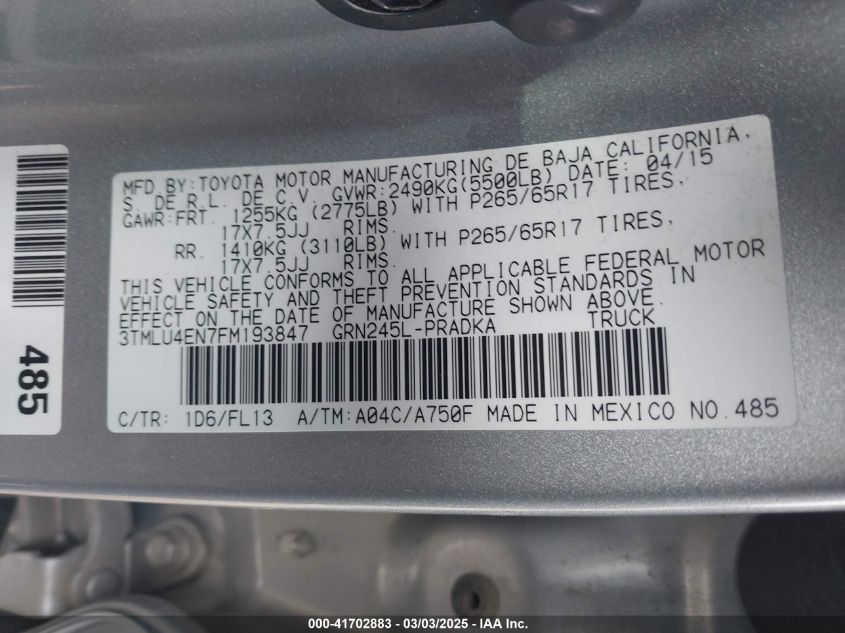 MFD.BY:TOYOTA MOTOR MANUFACTURING DE BAJA CALIFORNIA,
S. DE R.L. DE C.V. GVWR:2490KG(5500LB) DATE: 04/15
GAWR:FRT. 1255KG (2775LB) WITH P265/65R17 TIRES,
17X7.5JJ RIMS.
RR. 1410KG (3110LB) WITH P265/65R17 TIRES,
17X7.5JJ RIMS.
THIS VEHICLE CONFORMS TO ALL APPLICABLE FEDERAL MOTOR
VEHICLE SAFETY AND THEFT PREVENTION STANDARDS IN
EFFECT ON THE DATE OF MANUFACTURE SHOWN ABOVE.
3TMLU4EN7FM193847 GRN245L-PRADKA TRUCK
C/TR: 1D6/FL13 A/TM:A04C/A750F MADE IN MEXICO NO.485
485
000-41702883 / 03/03/2025 - IAA Inc.